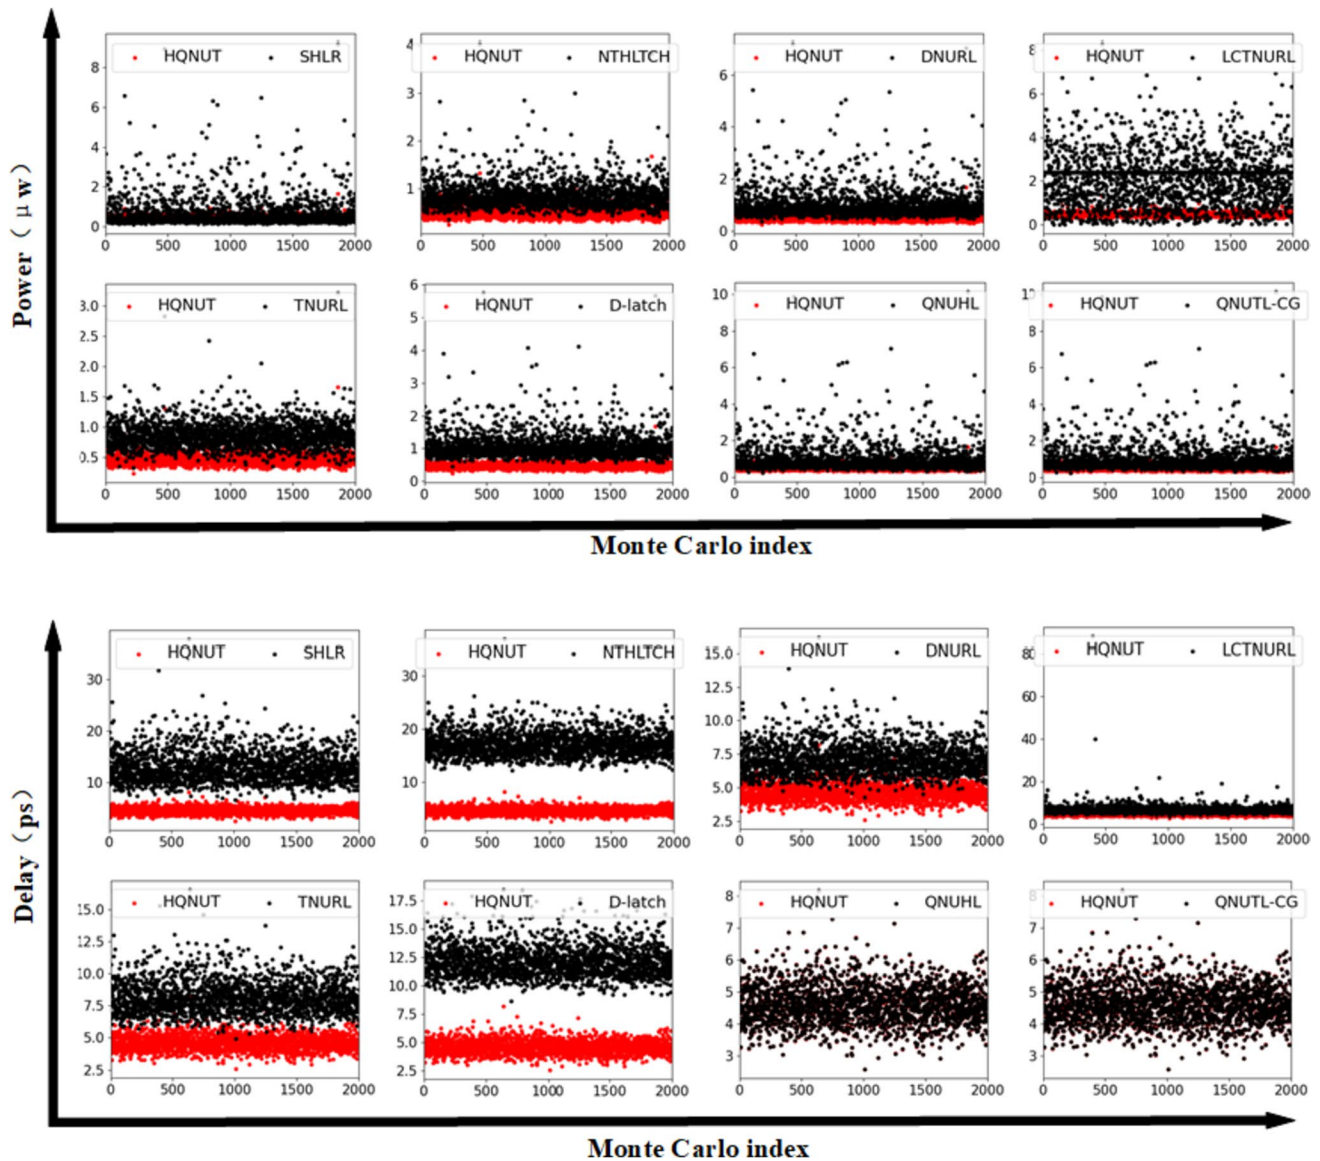 Power（μw）
HQNUT SHLR
8
6
4
2
0
0 500 1000 1500 2000
HQNUT NTHLTCH
4
3
2
1
0 500 1000 1500 2000
HQNUT DNURL
6
4
2
0
0 500 1000 1500 2000
HQNUT LCTNURL
8
6
4
2
0
0 500 1000 1500 2000
HQNUT TNURL
3.0
2.5
2.0
1.5
1.0
0.5
0 500 1000 1500 2000
HQNUT D-latch
6
5
4
3
2
1
0
0 500 1000 1500 2000
HQNUT QNUHL
10
8
6
4
2
0
0 500 1000 1500 2000
HQNUT QNUTL-CG
10
8
6
4
2
0
0 500 1000 1500 2000
Monte Carlo index
Delay（ps）
HQNUT SHLR
30
20
10
0 500 1000 1500 2000
HQNUT NTHLTCH
30
20
10
0 500 1000 1500 2000
HQNUT DNURL
15.0
12.5
10.0
7.5
5.0
2.5
0 500 1000 1500 2000
HQNUT LCTNURL
80
60
40
20
0
0 500 1000 1500 2000
HQNUT TNURL
15.0
12.5
10.0
7.5
5.0
2.5
0 500 1000 1500 2000
HQNUT D-latch
17.5
15.0
12.5
10.0
7.5
5.0
2.5
0 500 1000 1500 2000
HQNUT QNUHL
8
7
6
5
4
3
0 500 1000 1500 2000
HQNUT QNUTL-CG
8
7
6
5
4
3
0 500 1000 1500 2000
Monte Carlo index